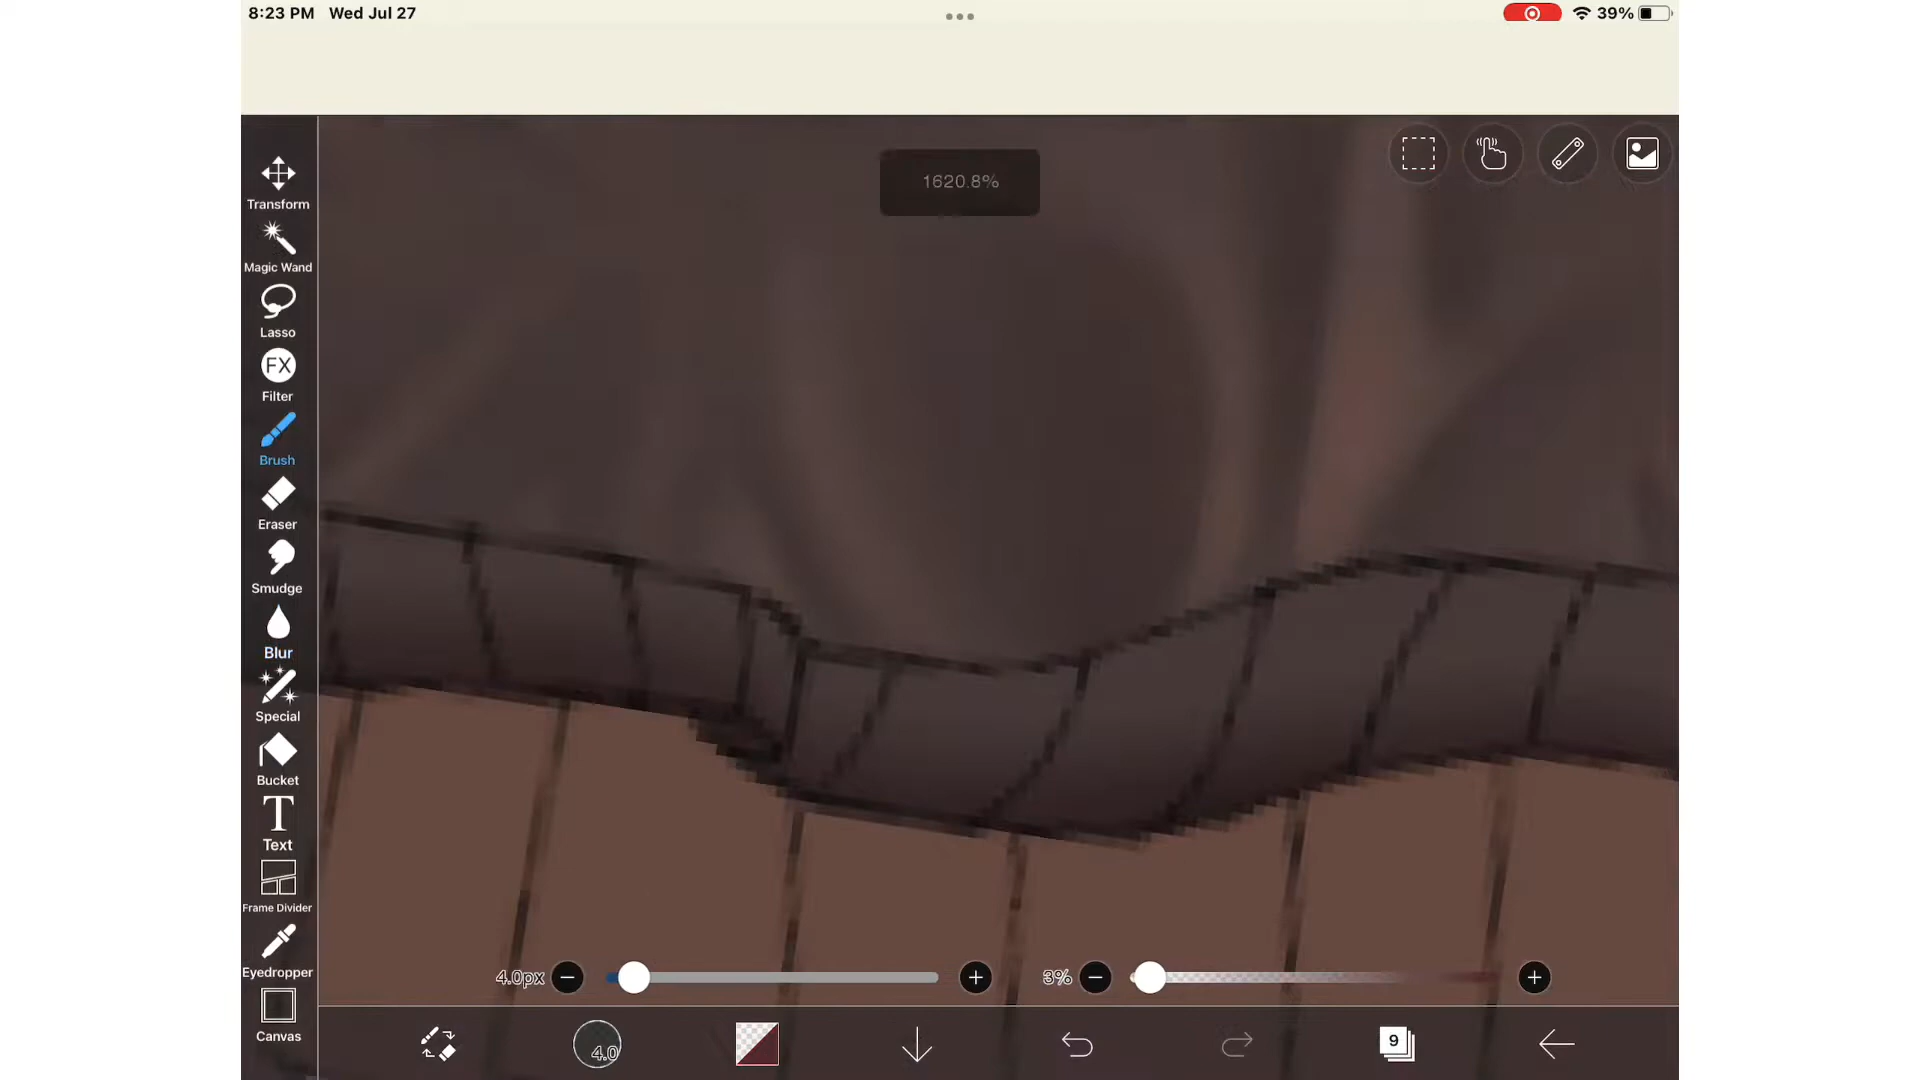 8:23 PM Wed Jul 27
39%
1620.8%
Transform
Magic Wand
Lasso
FX
Filter
Brush
Eraser
Smudge
Blur
Special
Bucket
T
Text
Frame Divider
Eyedropper
Canvas
4.0px
3%
4.0
9